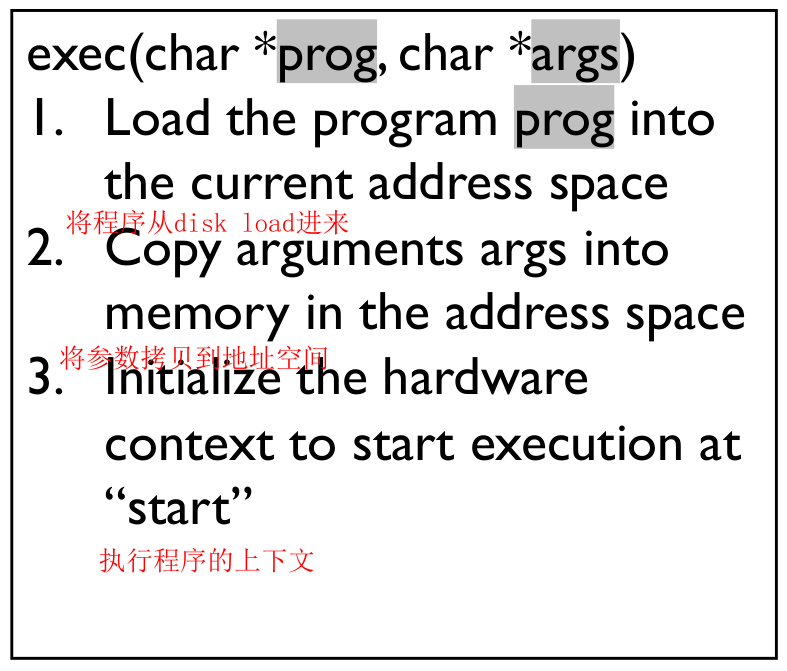 exec(char *prog, char *args)
1. Load the program prog into
the current address space
将程序从disk load进来
2. Copy arguments args into
memory in the address space
将参数拷贝到地址空间
3. Initialize the hardware
context to start execution at
“start”
执行程序的上下文